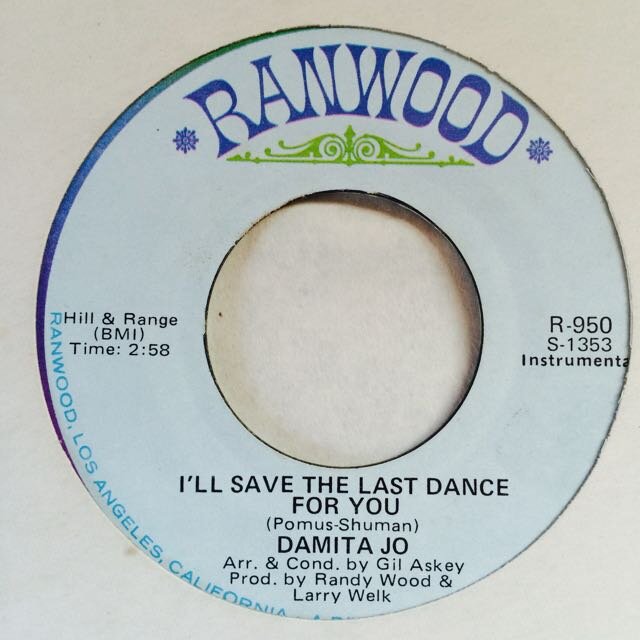 RANWOOD
Hill & Range
(BMI)
Time: 2:58
R-950
S-1353
Instrumenta
I'LL SAVE THE LAST DANCE
FOR YOU
(Pomus-Shuman)
DAMITA JO
Arr. & Cond. by Gil Askey
Prod. by Randy Wood &
Larry Welk
RANWOOD, LOS ANGELES, CALIFORNIA